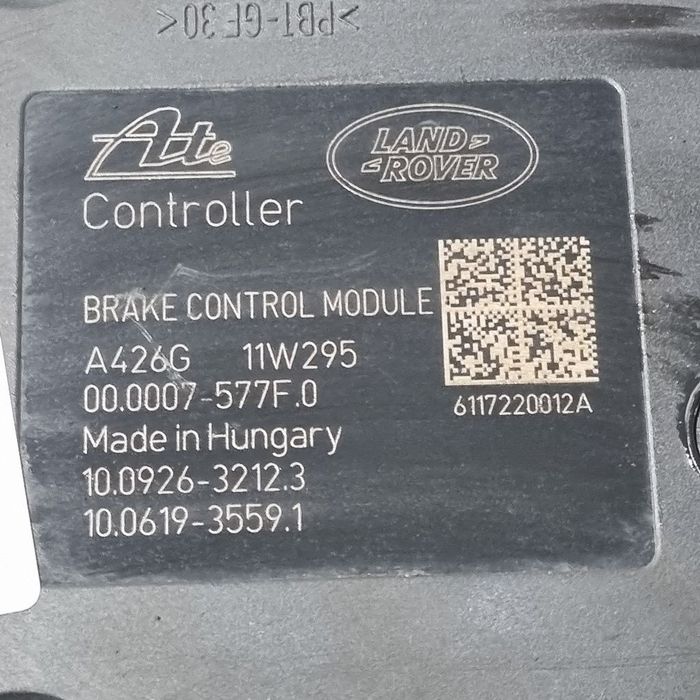 >PBT-GF30<
Ate
LAND
ROVER
Controller
BRAKE CONTROL MODULE
A426G 11W295
00.0007-577F.0
6117220012A
Made in Hungary
10.0926-3212.3
10.0619-3559.1